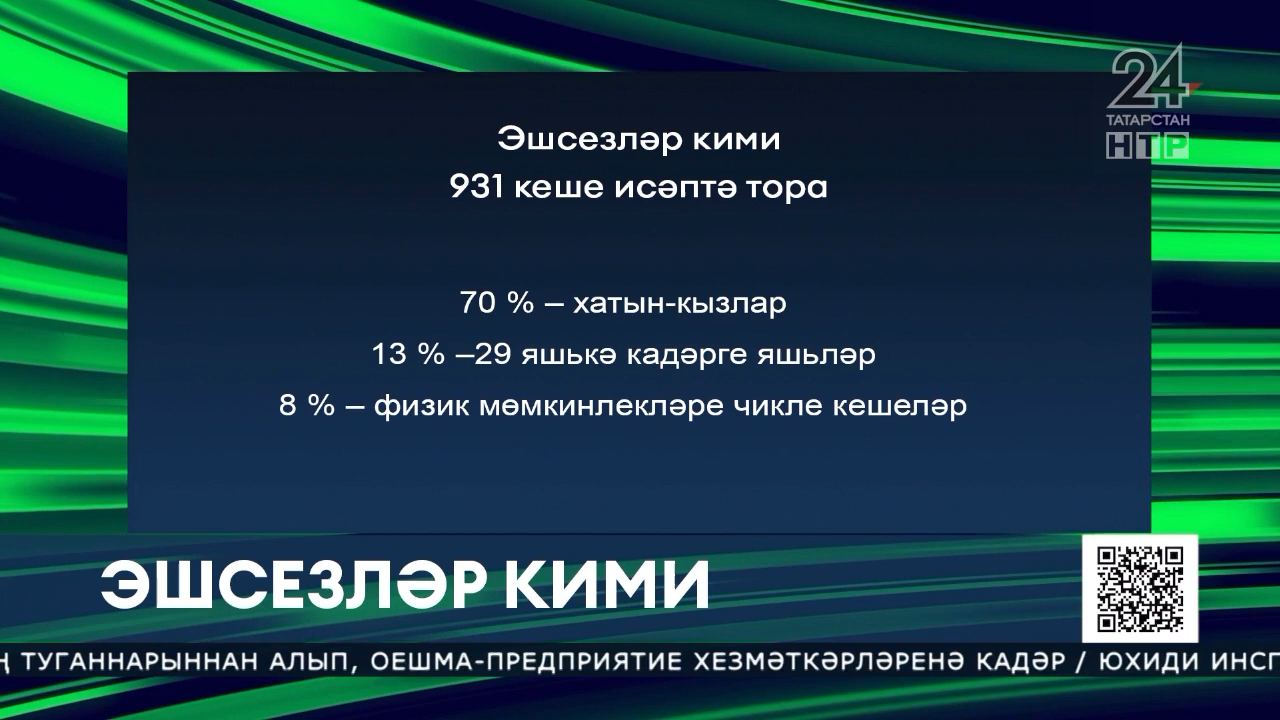 24
ТАТАРСТАН
НТР
Эшсезләр кими
931 кеше исәптә тора
70 % – хатын-кызлар
13 % –29 яшькә кадәрге яшьләр
8 % – физик мөмкинлекләре чикле кешеләр
ЭШСЕЗЛӘР КИМИ
Ң ТУГАННАРЫННАН АЛЫП, ОЕШМА-ПРЕДПРИЯТИЕ ХЕЗМӘТКӘРЛӘРЕНӘ КАДӘР / ЮХИДИ ИНСП